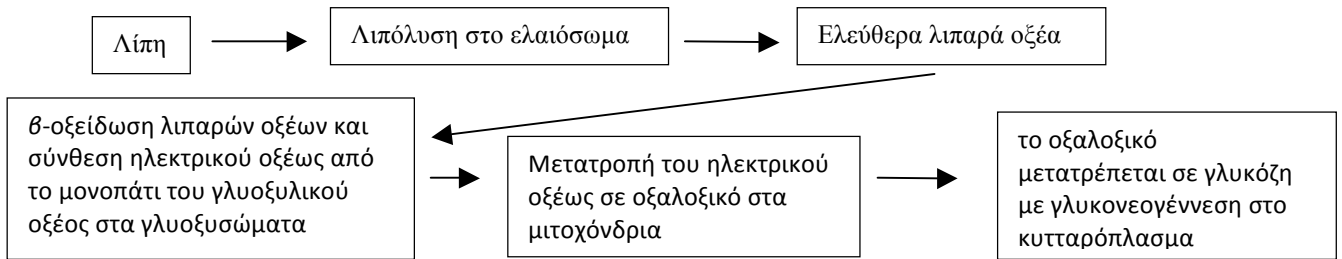 Λίπη
Λιπόλυση στο ελαιόσωμα
Ελεύθερα λιπαρά οξέα
β-οξείδωση λιπαρών οξέων και
σύνθεση ηλεκτρικού οξέως από
το μονοπάτι του γλυοξυλικού
οξέος στα γλυοξυσώματα
Μετατροπή του ηλεκτρικού
οξέως σε οξαλοξικό στα
μιτοχόνδρια
το οξαλοξικό
μετατρέπεται σε γλυκόζη
με γλυκονεογέννεση στο
κυτταρόπλασμα